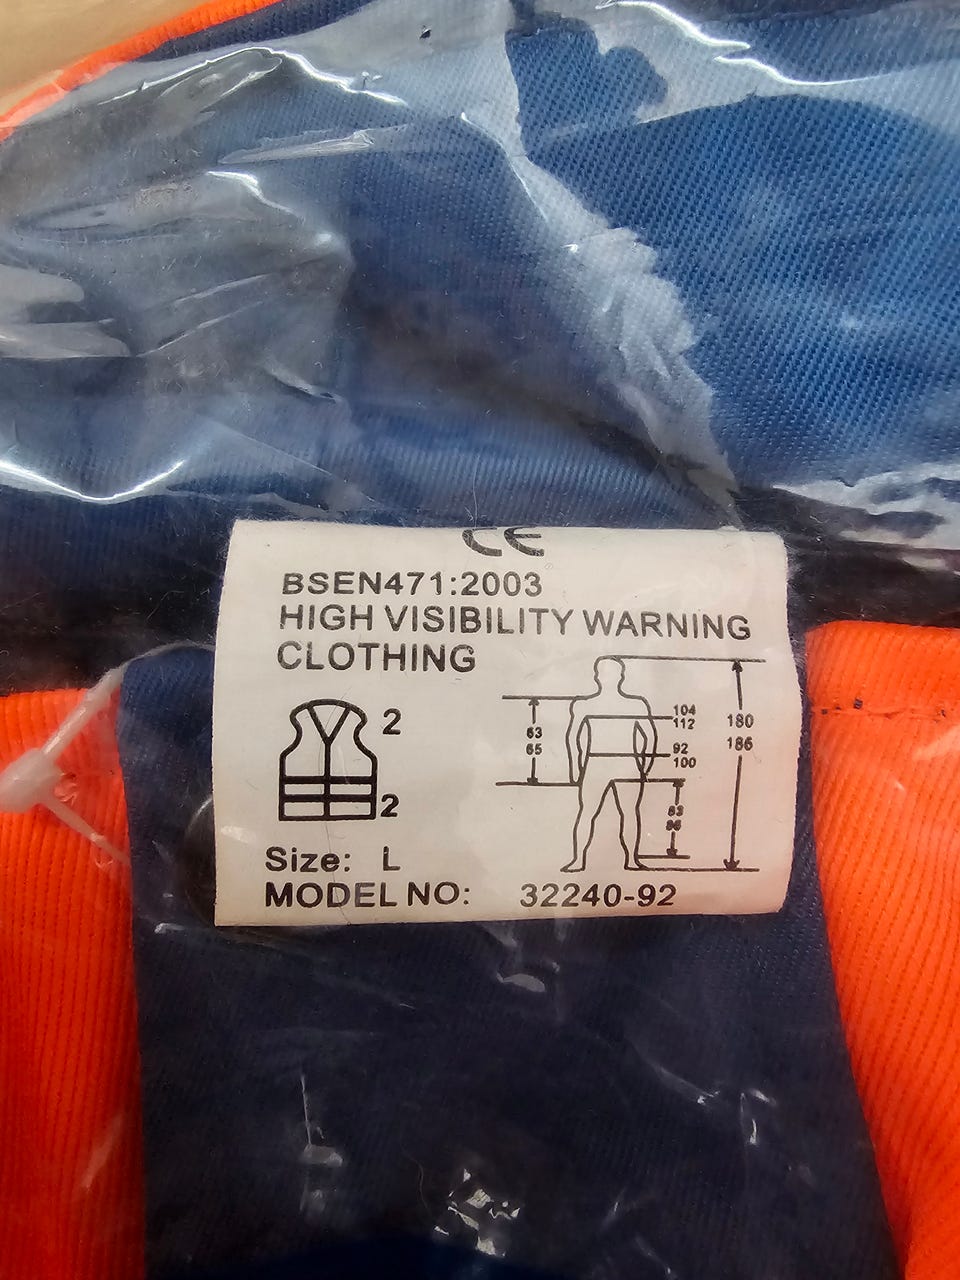 CE
BSEN471:2003
HIGH VISIBILITY WARNING
CLOTHING
2
2
63
65
104
112
92
100
180
186
83
Size: L
MODEL NO: 32240-92